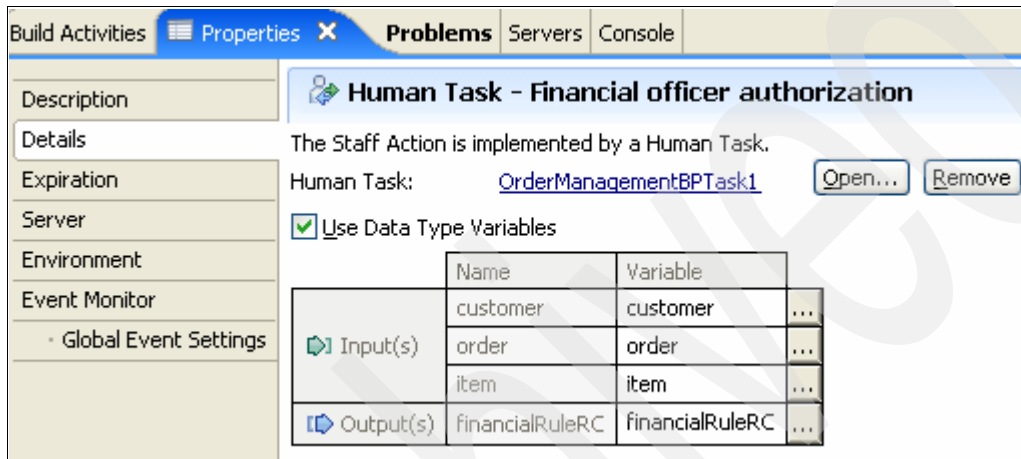 Build Activities Properties Problems Servers Console
Description
Details
Expiration
Server
Environment
Event Monitor
Global Event Settings
Human Task - Financial officer authorization
The Staff Action is implemented by a Human Task.
Human Task: OrderManagementBPTask1 Open... Remove
Use Data Type Variables
Name Variable
Input(s) customer customer ...
order order ...
item item ...
Output(s) financialRuleRC financialRuleRC ...